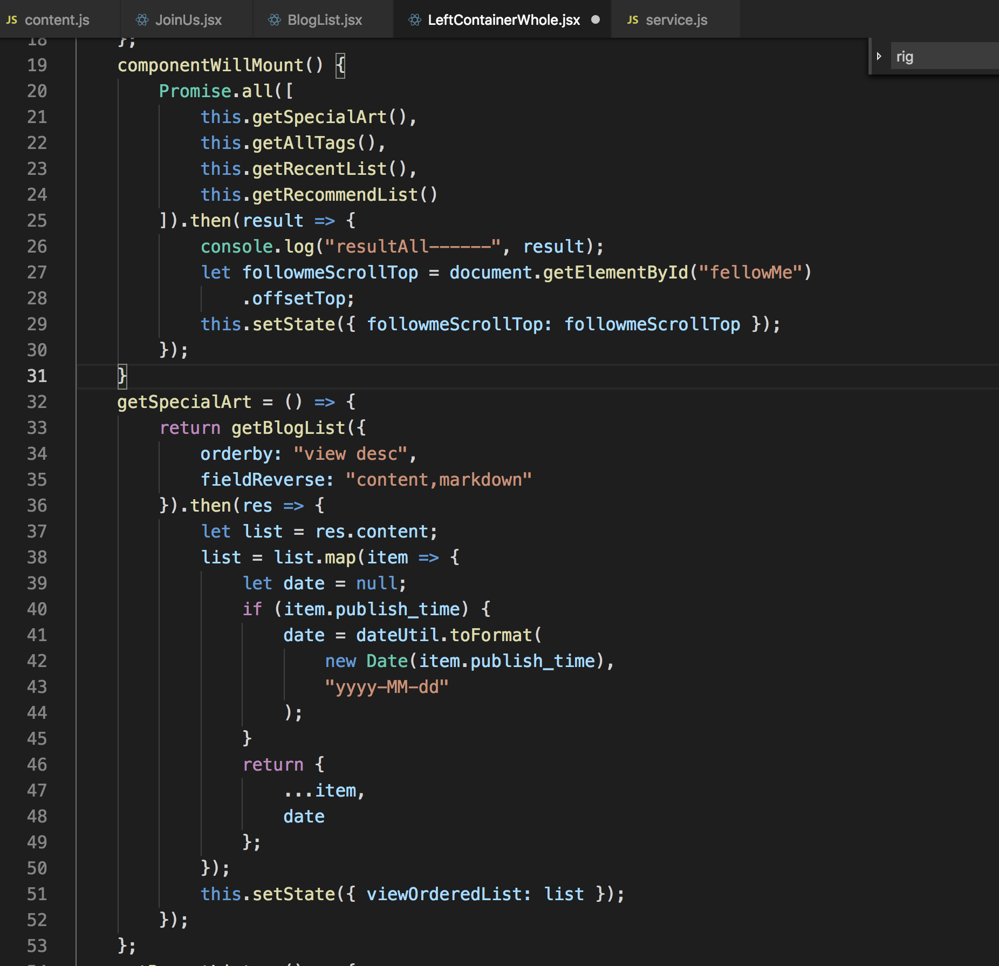 JS content.js JoinUs.jsx BlogList.jsx LeftContainerWhole.jsx JS service.js
rig
18 };
19 componentWillMount() {
20 Promise.all([
21 this.getSpecialArt(),
22 this.getAllTags(),
23 this.getRecentList(),
24 this.getRecommendList()
25 ]).then(result => {
26 console.log("resultAll------", result);
27 let followmeScrollTop = document.getElementById("fellowMe")
28 .offsetTop;
29 this.setState({ followmeScrollTop: followmeScrollTop });
30 });
31 }
32 getSpecialArt = () => {
33 return getBlogList({
34 orderby: "view desc",
35 fieldReverse: "content,markdown"
36 }).then(res => {
37 let list = res.content;
38 list = list.map(item => {
39 let date = null;
40 if (item.publish_time) {
41 date = dateUtil.toFormat(
42 new Date(item.publish_time),
43 "yyyy-MM-dd"
44 );
45 }
46 return {
47 ...item,
48 date
49 };
50 });
51 this.setState({ viewOrderedList: list });
52 });
53 };